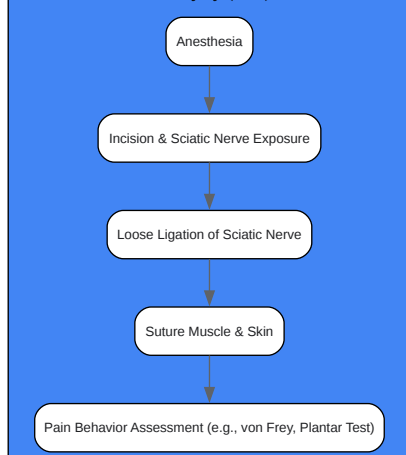 Anesthesia
Incision & Sciatic Nerve Exposure
Loose Ligation of Sciatic Nerve
Suture Muscle & Skin
Pain Behavior Assessment (e.g., von Frey, Plantar Test)